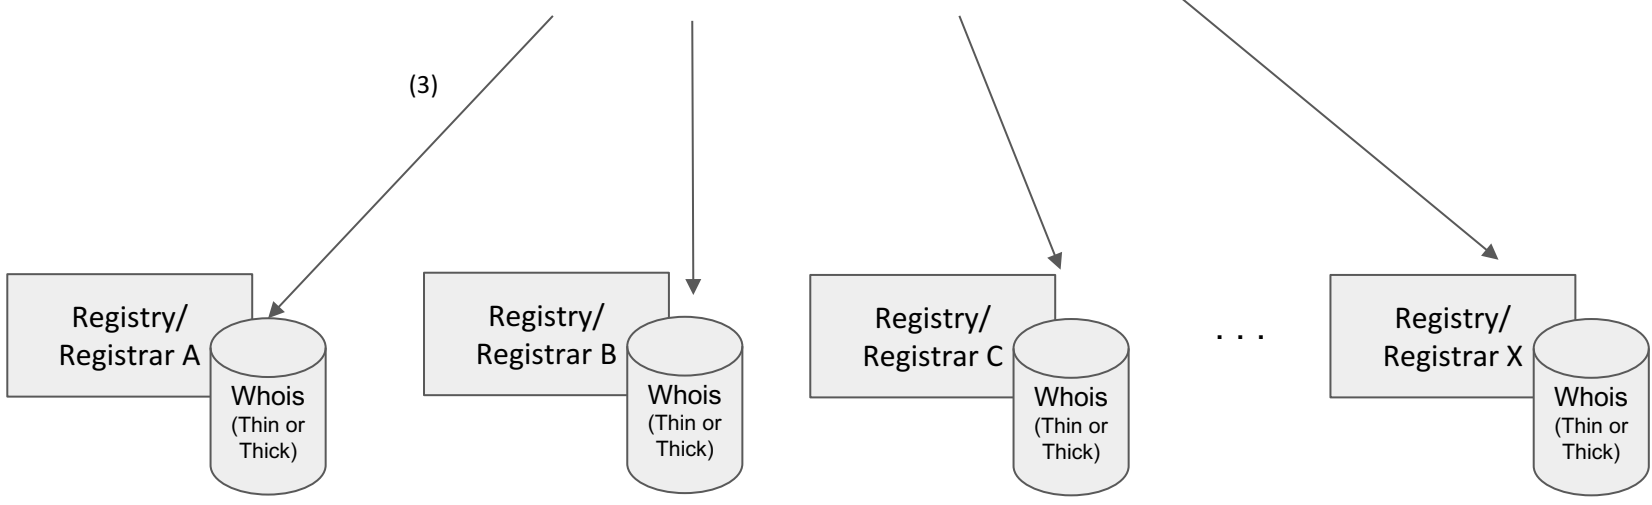 (3)
Registry/
Registrar A
Whois
(Thin or
Thick)
Registry/
Registrar B
Whois
(Thin or
Thick)
Registry/
Registrar C
Whois
(Thin or
Thick)
. . .
Registry/
Registrar X
Whois
(Thin or
Thick)